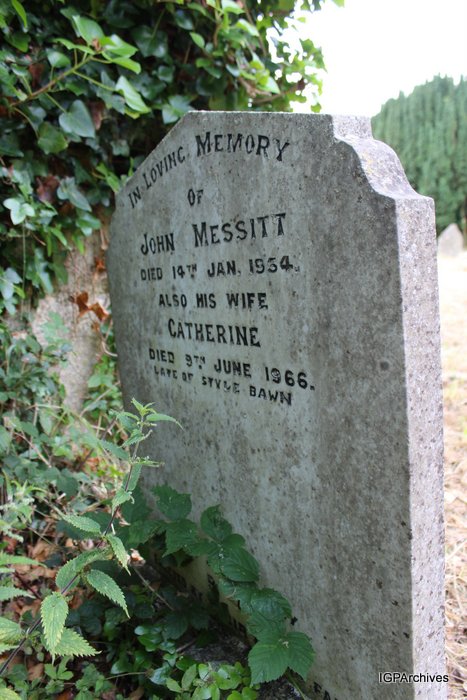 IN LOVING MEMORY
OF
JOHN MESSITT
DIED 14TH JAN. 1954.
ALSO HIS WIFE
CATHERINE
DIED 9TH JUNE 1966.
LATE OF BAWN
IGPArchives